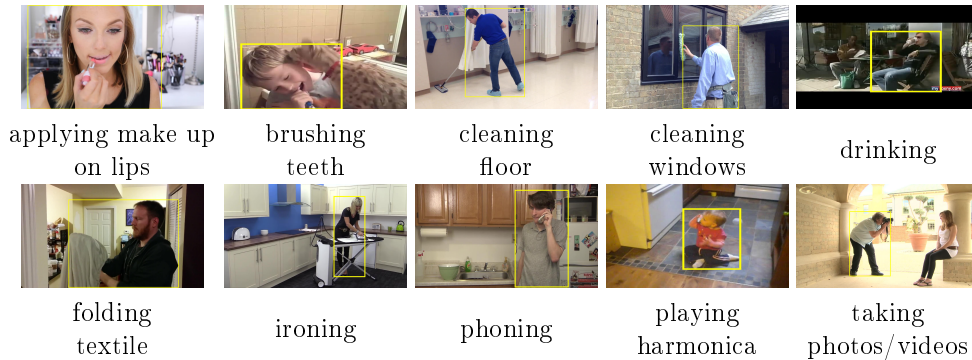 applying make up
on lips
brushing
teeth
cleaning
floor
cleaning
windows
drinking
folding
textile
ironing
phoning
playing
harmonica
taking
photos/videos